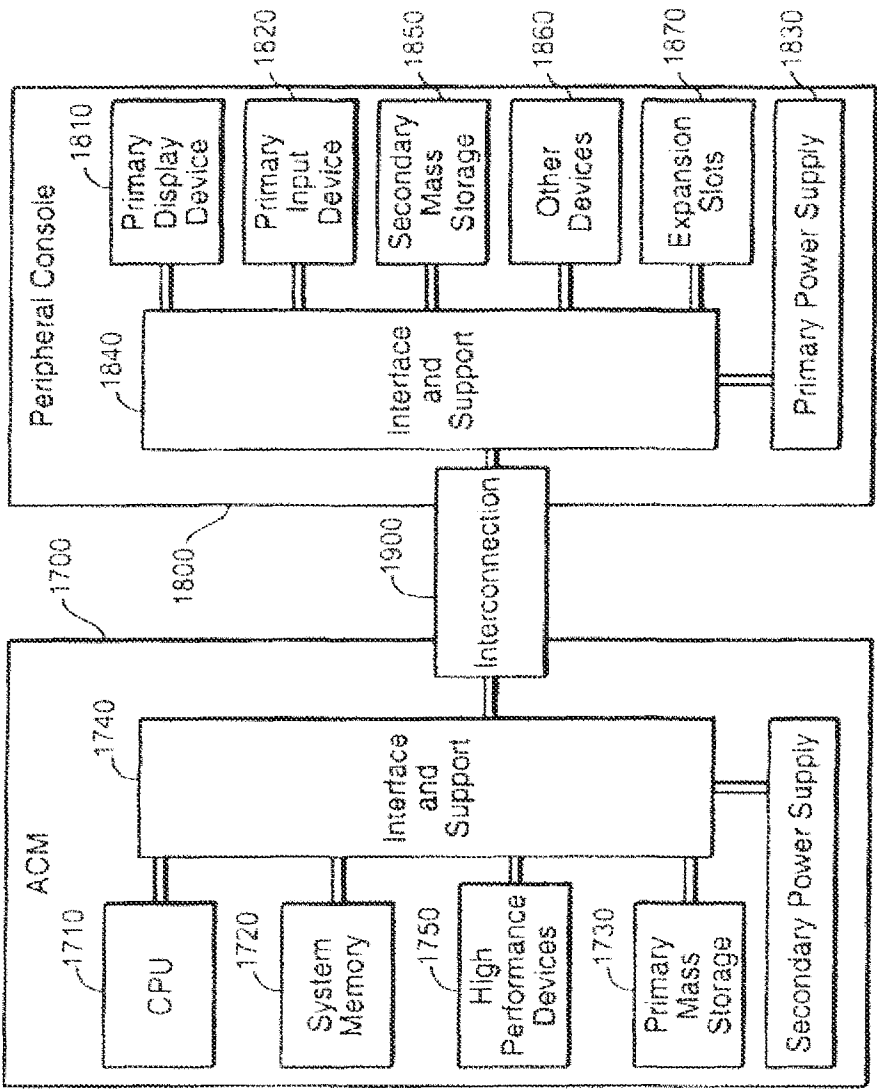 ACM
1700
1710
CPU
1720
System
Memory
1750
High
Performance
Devices
1730
Primary
Mass
Storage
1740
Interface
and
Support
Secondary Power Supply
1900
Interconnection
Peripheral Console
1800
1840
Interface
and
Support
1810
Primary
Display
Device
1820
Primary
Input
Device
1850
Secondary
Mass
Storage
1860
Other
Devices
1870
Expansion
Slots
1830
Primary Power Supply